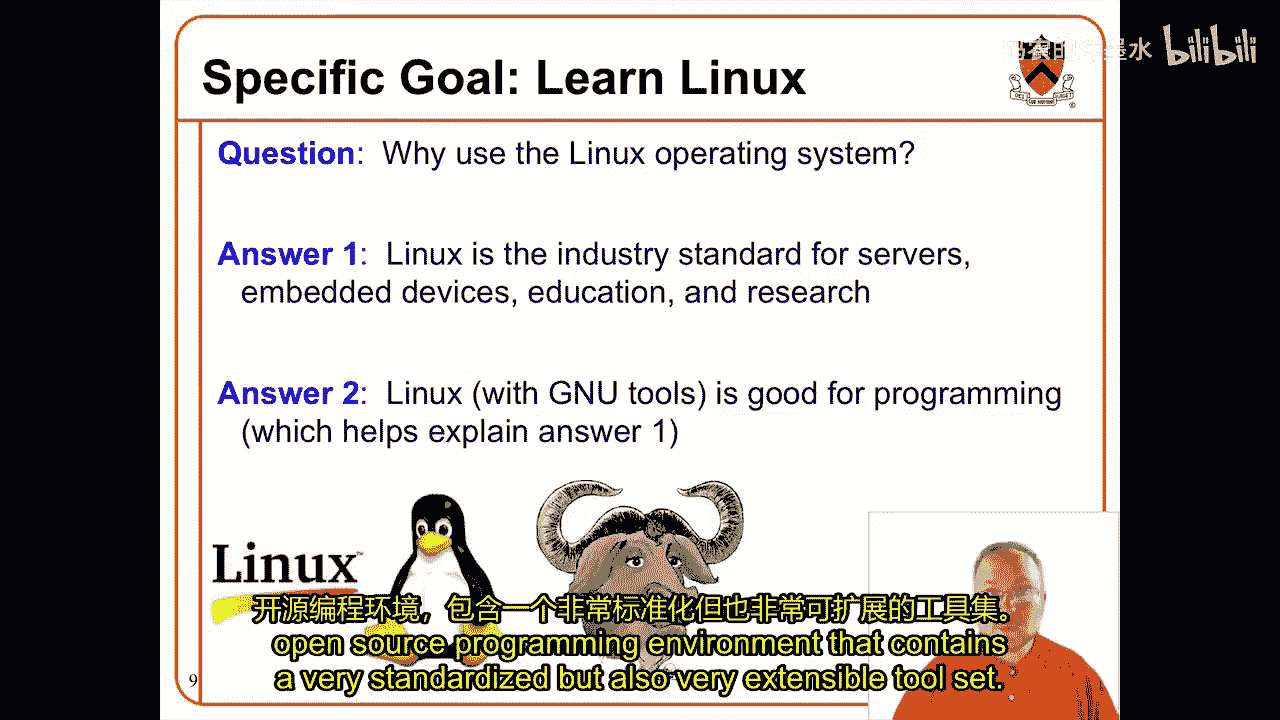 bilibili
Specific Goal: Learn Linux
Question: Why use the Linux operating system?
Answer 1: Linux is the industry standard for servers,
embedded devices, education, and research
Answer 2: Linux (with GNU tools) is good for programming
(which helps explain answer 1)
Linux™
开源编程环境，包含一个非常标准化但也非常可扩展的工具集。
open source programming environment that contains
a very standardized but also very extensible tool set.
9